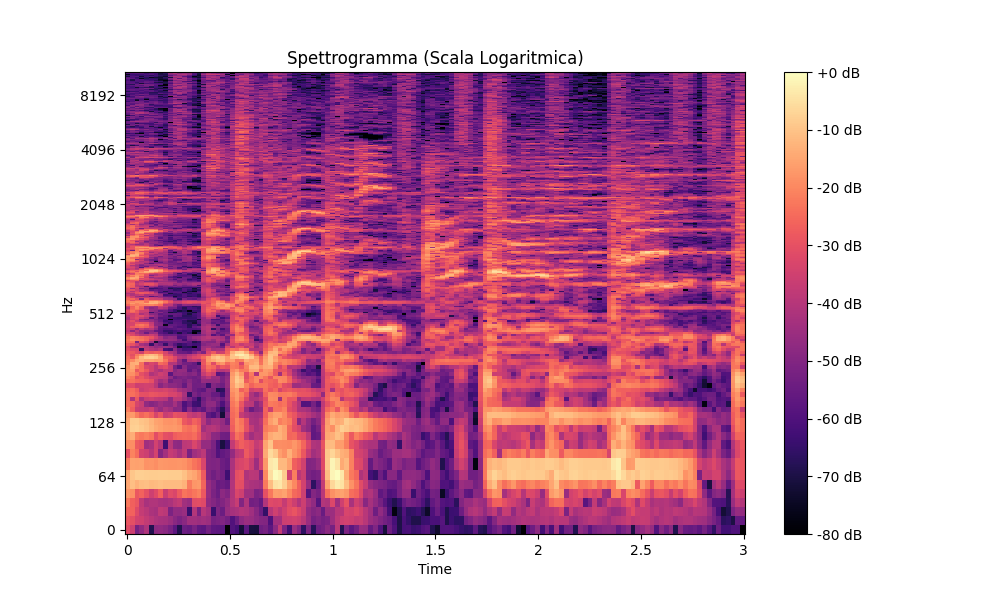 Spettrogramma (Scala Logaritmica)
Hz
8192
4096
2048
1024
512
256
128
64
0
0 0.5 1 1.5 2 2.5 3
Time
+0 dB
-10 dB
-20 dB
-30 dB
-40 dB
-50 dB
-60 dB
-70 dB
-80 dB